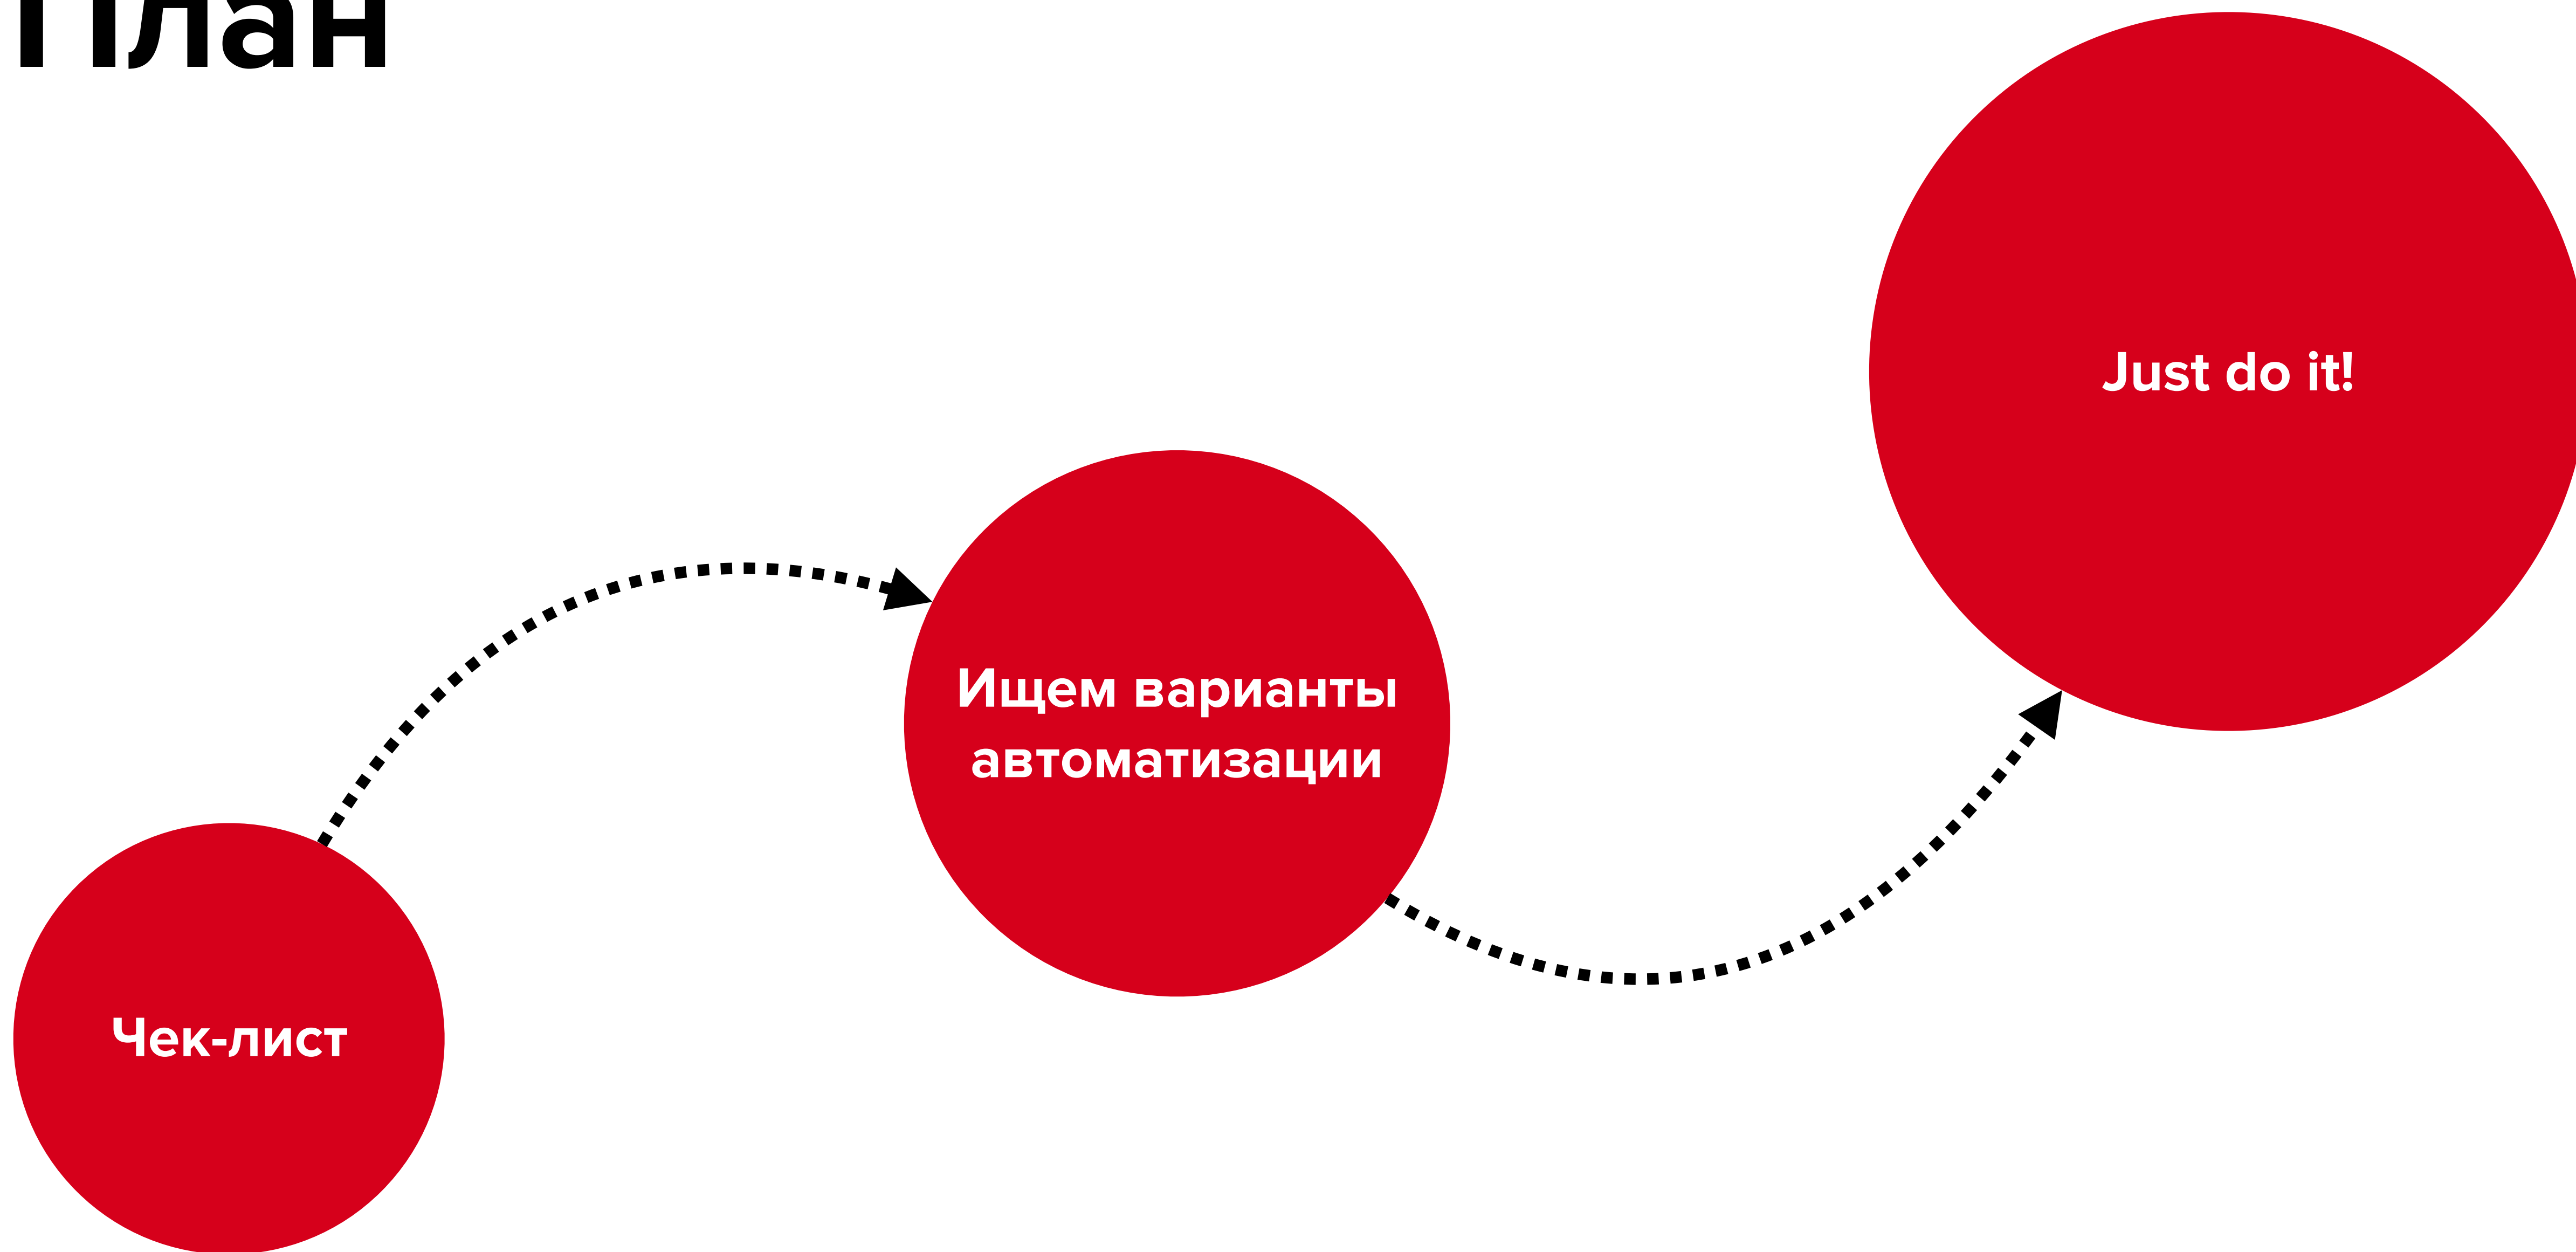 План
Чек-лист
Ищем варианты
автоматизации
Just do it!